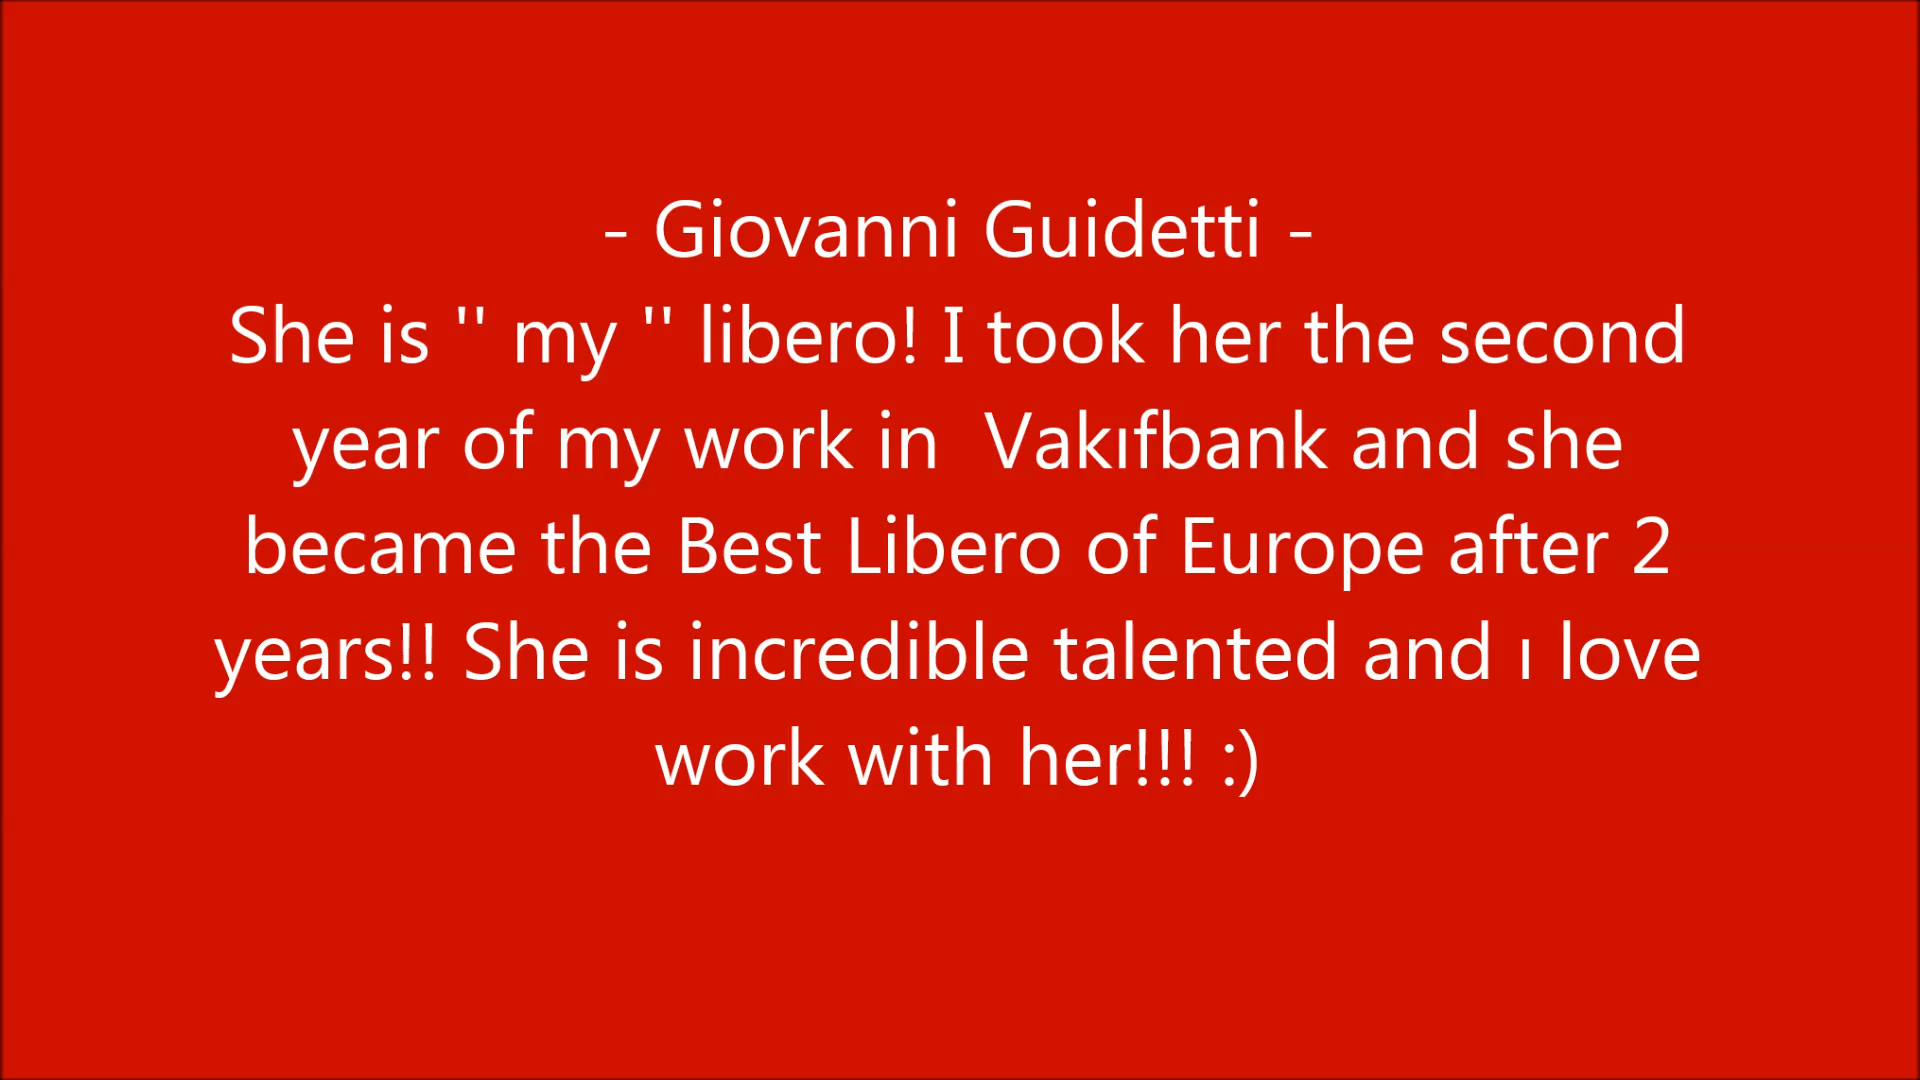 - Giovanni Guidetti -
She is '' my '' libero! I took her the second
year of my work in  Vakıfbank and she
became the Best Libero of Europe after 2
years!! She is incredible talented and ı love
work with her!!! :)